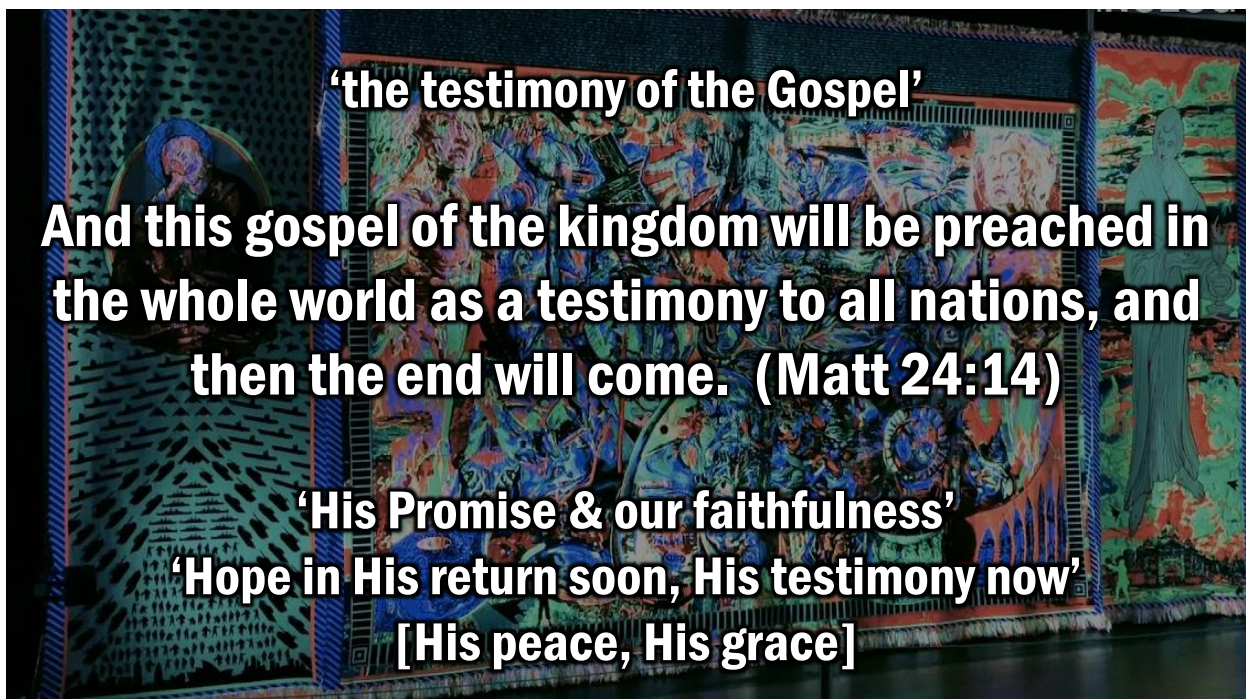 ‘the testimony of the Gospel’
And this gospel of the kingdom will be preached in
the whole world as a testimony to all nations, and
then the end will come.  (Matt 24:14)
‘His Promise & our faithfulness’
‘Hope in His return soon, His testimony now’
[His peace, His grace]